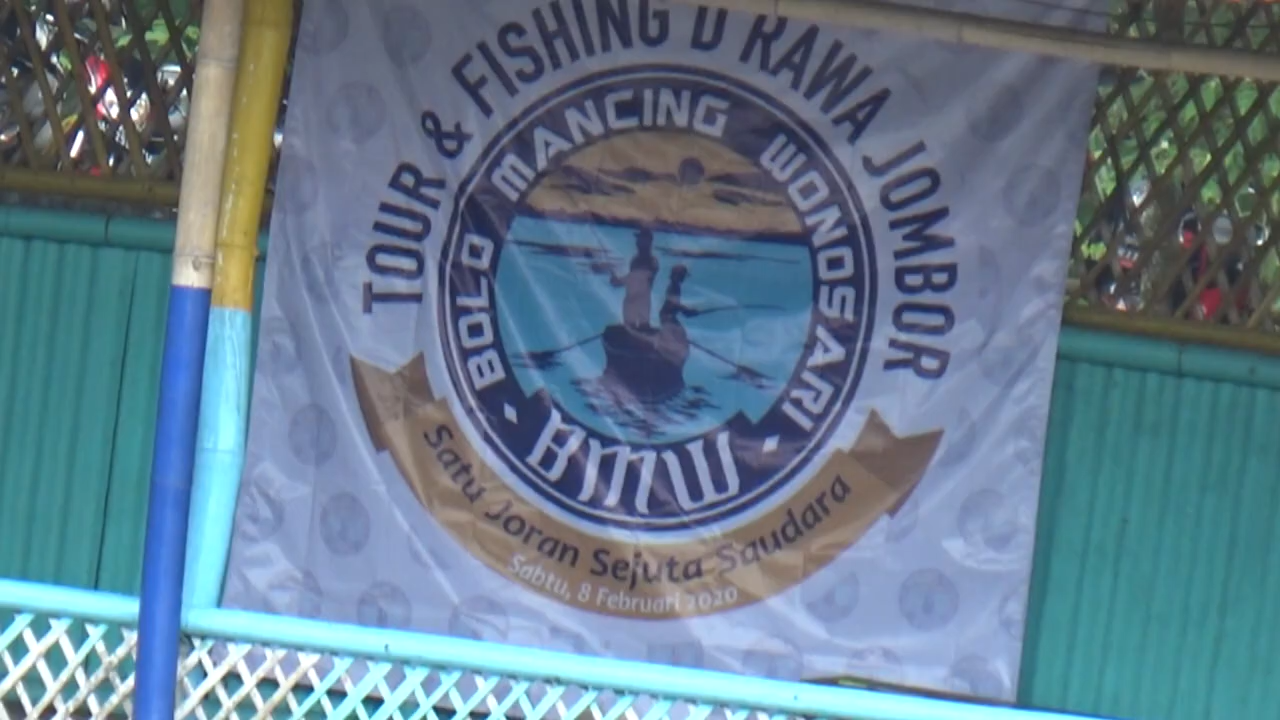 TOUR & FISHING D RAWA JOMBOR
BOLO MANCING WONOSARI
BMW
Satu Joran Sejuta Saudara
Sabtu, 8 Februari 2020